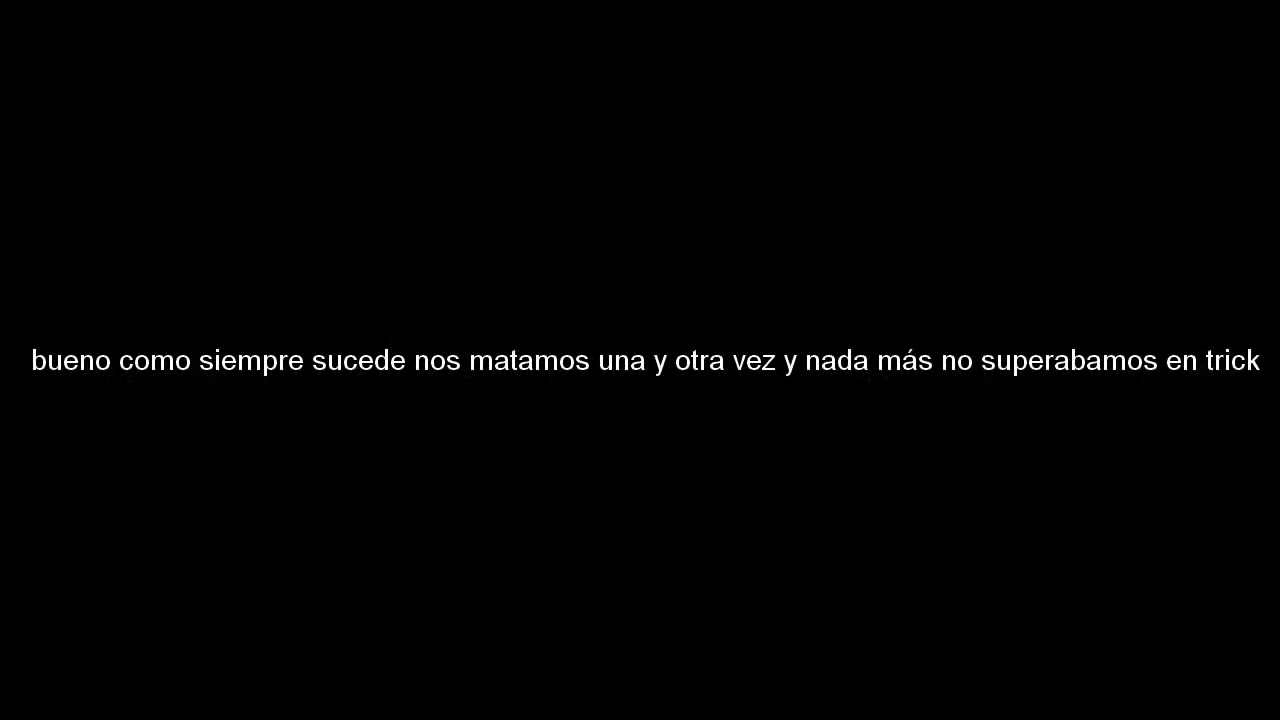 bueno como siempre sucede nos matamos una y otra vez y nada más no superabamos en trick